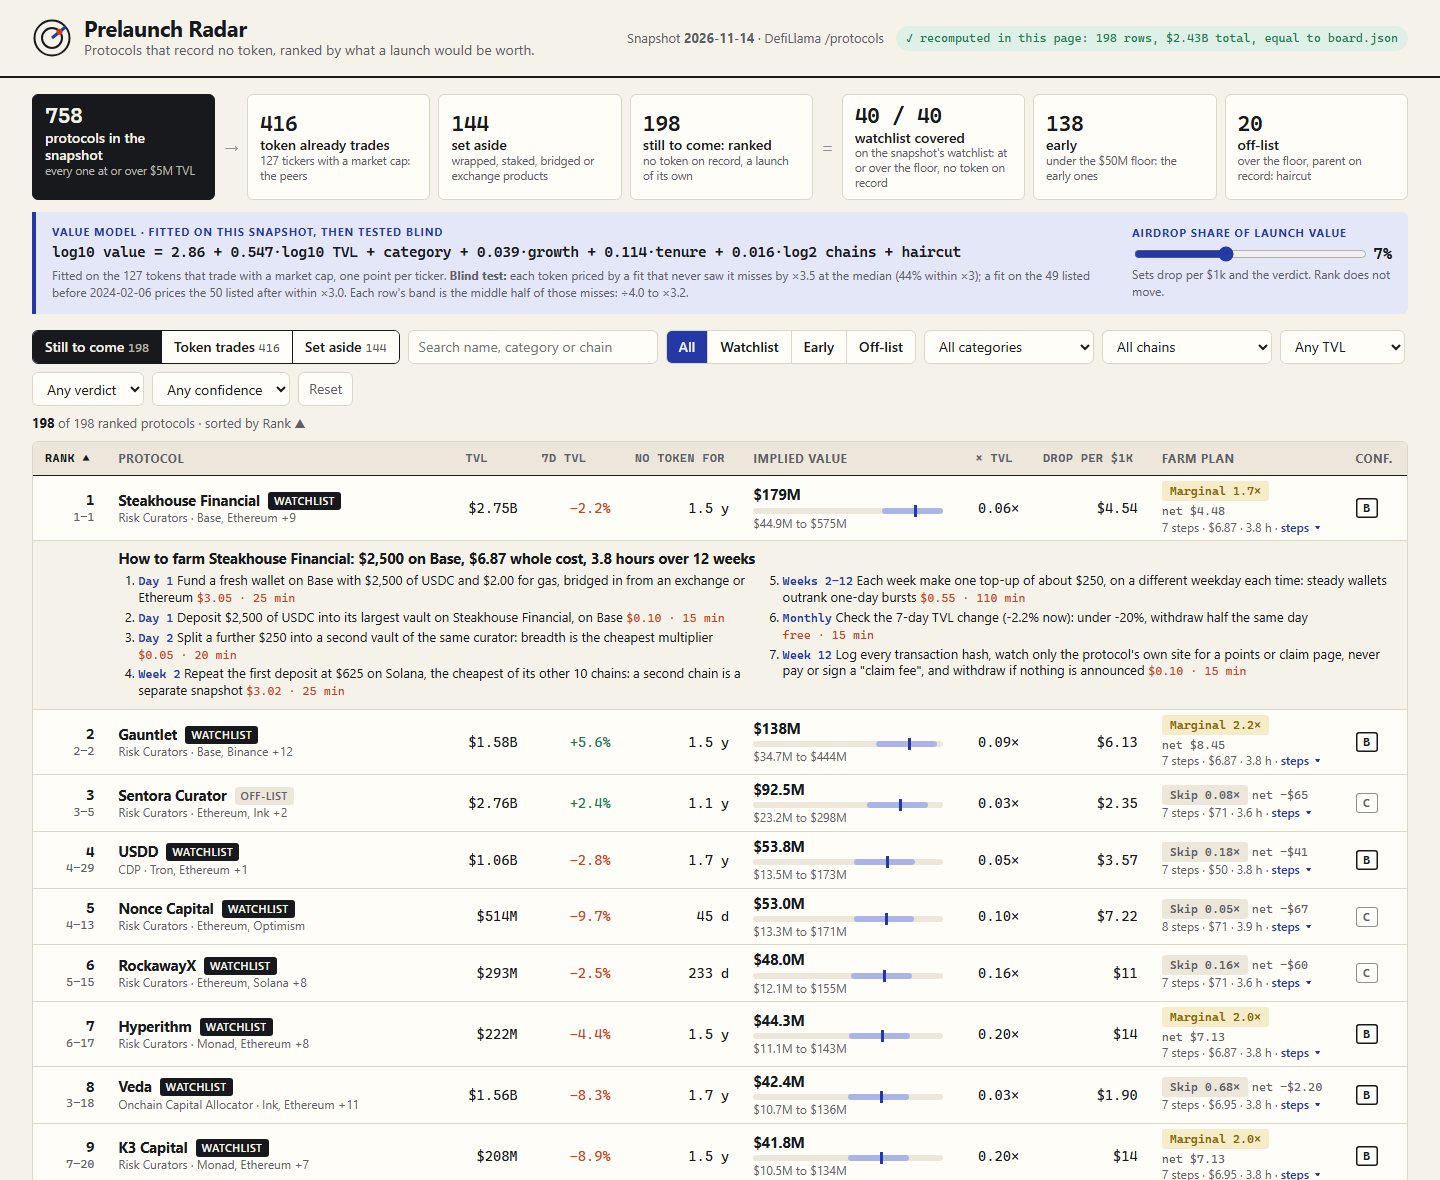 Prelaunch Radar
Protocols that record no token, ranked by what a launch would be worth.
Snapshot 2026-11-14 · DefiLlama /protocols
✓ recomputed in this page: 198 rows, $2.43B total, equal to board.json
758
protocols in the
snapshot
every one at or over $5M TVL
→
416
token already trades
127 tickers with a market cap:
the peers
144
set aside
wrapped, staked, bridged or
exchange products
198
still to come: ranked
no token on record, a launch
of its own
=
40 / 40
watchlist covered
on the snapshot's watchlist: at
or over the floor, no token on
record
138
early
under the $50M floor: the
early ones
20
off-list
over the floor, parent on
record: haircut
VALUE MODEL · FITTED ON THIS SNAPSHOT, THEN TESTED BLIND
log10 value = 2.86 + 0.547·log10 TVL + category + 0.039·growth + 0.114·tenure + 0.016·log2 chains + haircut
Fitted on the 127 tokens that trade with a market cap, one point per ticker. Blind test: each token priced by a fit that never saw it misses by ×3.5 at the median (44% within ×3); a fit on the 49 listed
before 2024-02-06 prices the 50 listed after within ×3.0. Each row's band is the middle half of those misses: ÷4.0 to ×3.2.
AIRDROP SHARE OF LAUNCH VALUE
7%
Sets drop per $1k and the verdict. Rank does not
move.
Still to come 198 Token trades 416 Set aside 144 Search name, category or chain All Watchlist Early Off-list All categories All chains Any TVL
Any verdict Any confidence Reset
198 of 198 ranked protocols · sorted by Rank ▲
RANK ▲ PROTOCOL TVL 7D TVL NO TOKEN FOR IMPLIED VALUE × TVL DROP PER $1K FARM PLAN CONF.
1 Steakhouse Financial WATCHLIST $2.75B −2.2% 1.5 y $179M 0.06× $4.54 Marginal 1.7× B
1–1 Risk Curators · Base, Ethereum +9 $44.9M to $575M net $4.48
7 steps · $6.87 · 3.8 h · steps ▾
How to farm Steakhouse Financial: $2,500 on Base, $6.87 whole cost, 3.8 hours over 12 weeks
1. Day 1 Fund a fresh wallet on Base with $2,500 of USDC and $2.00 for gas, bridged in from an exchange or
Ethereum $3.05 · 25 min
2. Day 1 Deposit $2,500 of USDC into its largest vault on Steakhouse Financial, on Base $0.10 · 15 min
3. Day 2 Split a further $250 into a second vault of the same curator: breadth is the cheapest multiplier
$0.05 · 20 min
4. Week 2 Repeat the first deposit at $625 on Solana, the cheapest of its other 10 chains: a second chain is a
separate snapshot $3.02 · 25 min
5. Weeks 2–12 Each week make one top-up of about $250, on a different weekday each time: steady wallets
outrank one-day bursts $0.55 · 110 min
6. Monthly Check the 7-day TVL change (-2.2% now): under -20%, withdraw half the same day
free · 15 min
7. Week 12 Log every transaction hash, watch only the protocol's own site for a points or claim page, never
pay or sign a "claim fee", and withdraw if nothing is announced $0.10 · 15 min
2 Gauntlet WATCHLIST $1.58B +5.6% 1.5 y $138M 0.09× $6.13 Marginal 2.2× B
2–2 Risk Curators · Base, Binance +12 $34.7M to $444M net $8.45
7 steps · $6.87 · 3.8 h · steps ▾
3 Sentora Curator OFF-LIST $2.76B +2.4% 1.1 y $92.5M 0.03× $2.35 Skip 0.08× net −$65 C
3–5 Risk Curators · Ethereum, Ink +2 $23.2M to $298M 7 steps · $71 · 3.6 h · steps ▾
4 USDD WATCHLIST $1.06B −2.8% 1.7 y $53.8M 0.05× $3.57 Skip 0.18× net −$41 B
4–29 CDP · Tron, Ethereum +1 $13.5M to $173M 7 steps · $50 · 3.8 h · steps ▾
5 Nonce Capital WATCHLIST $514M −9.7% 45 d $53.0M 0.10× $7.22 Skip 0.05× net −$67 C
4–13 Risk Curators · Ethereum, Optimism $13.3M to $171M 8 steps · $71 · 3.9 h · steps ▾
6 RockawayX WATCHLIST $293M −2.5% 233 d $48.0M 0.16× $11 Skip 0.16× net −$60 C
5–15 Risk Curators · Ethereum, Solana +8 $12.1M to $155M 7 steps · $71 · 3.6 h · steps ▾
7 Hyperithm WATCHLIST $222M −4.4% 1.5 y $44.3M 0.20× $14 Marginal 2.0× B
6–17 Risk Curators · Monad, Ethereum +8 $11.1M to $143M net $7.13
7 steps · $6.87 · 3.8 h · steps ▾
8 Veda WATCHLIST $1.56B −8.3% 1.7 y $42.4M 0.03× $1.90 Skip 0.68× net −$2.20 B
3–18 Onchain Capital Allocator · Ink, Ethereum +11 $10.7M to $136M 7 steps · $6.95 · 3.8 h · steps ▾
9 K3 Capital WATCHLIST $208M −8.9% 1.5 y $41.8M 0.20× $14 Marginal 2.0× B
7–20 Risk Curators · Monad, Ethereum +7 $10.5M to $134M net $7.13
7 steps · $6.95 · 3.8 h · steps ▾